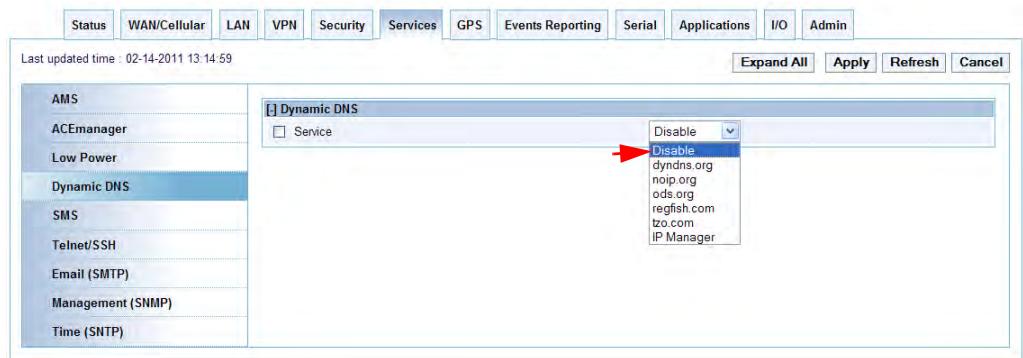 Status WAN/Cellular LAN VPN Security Services GPS Events Reporting Serial Applications I/O Admin
Last updated time : 02-14-2011 13:14:59
Expand All Apply Refresh Cancel
AMS
ACEmanager
Low Power
Dynamic DNS
SMS
Telnet/SSH
Email (SMTP)
Management (SNMP)
Time (SNTP)
[-] Dynamic DNS
Service Disable
Disable
dyndns.org
noip.org
ods.org
regfish.com
tzo.com
IP Manager